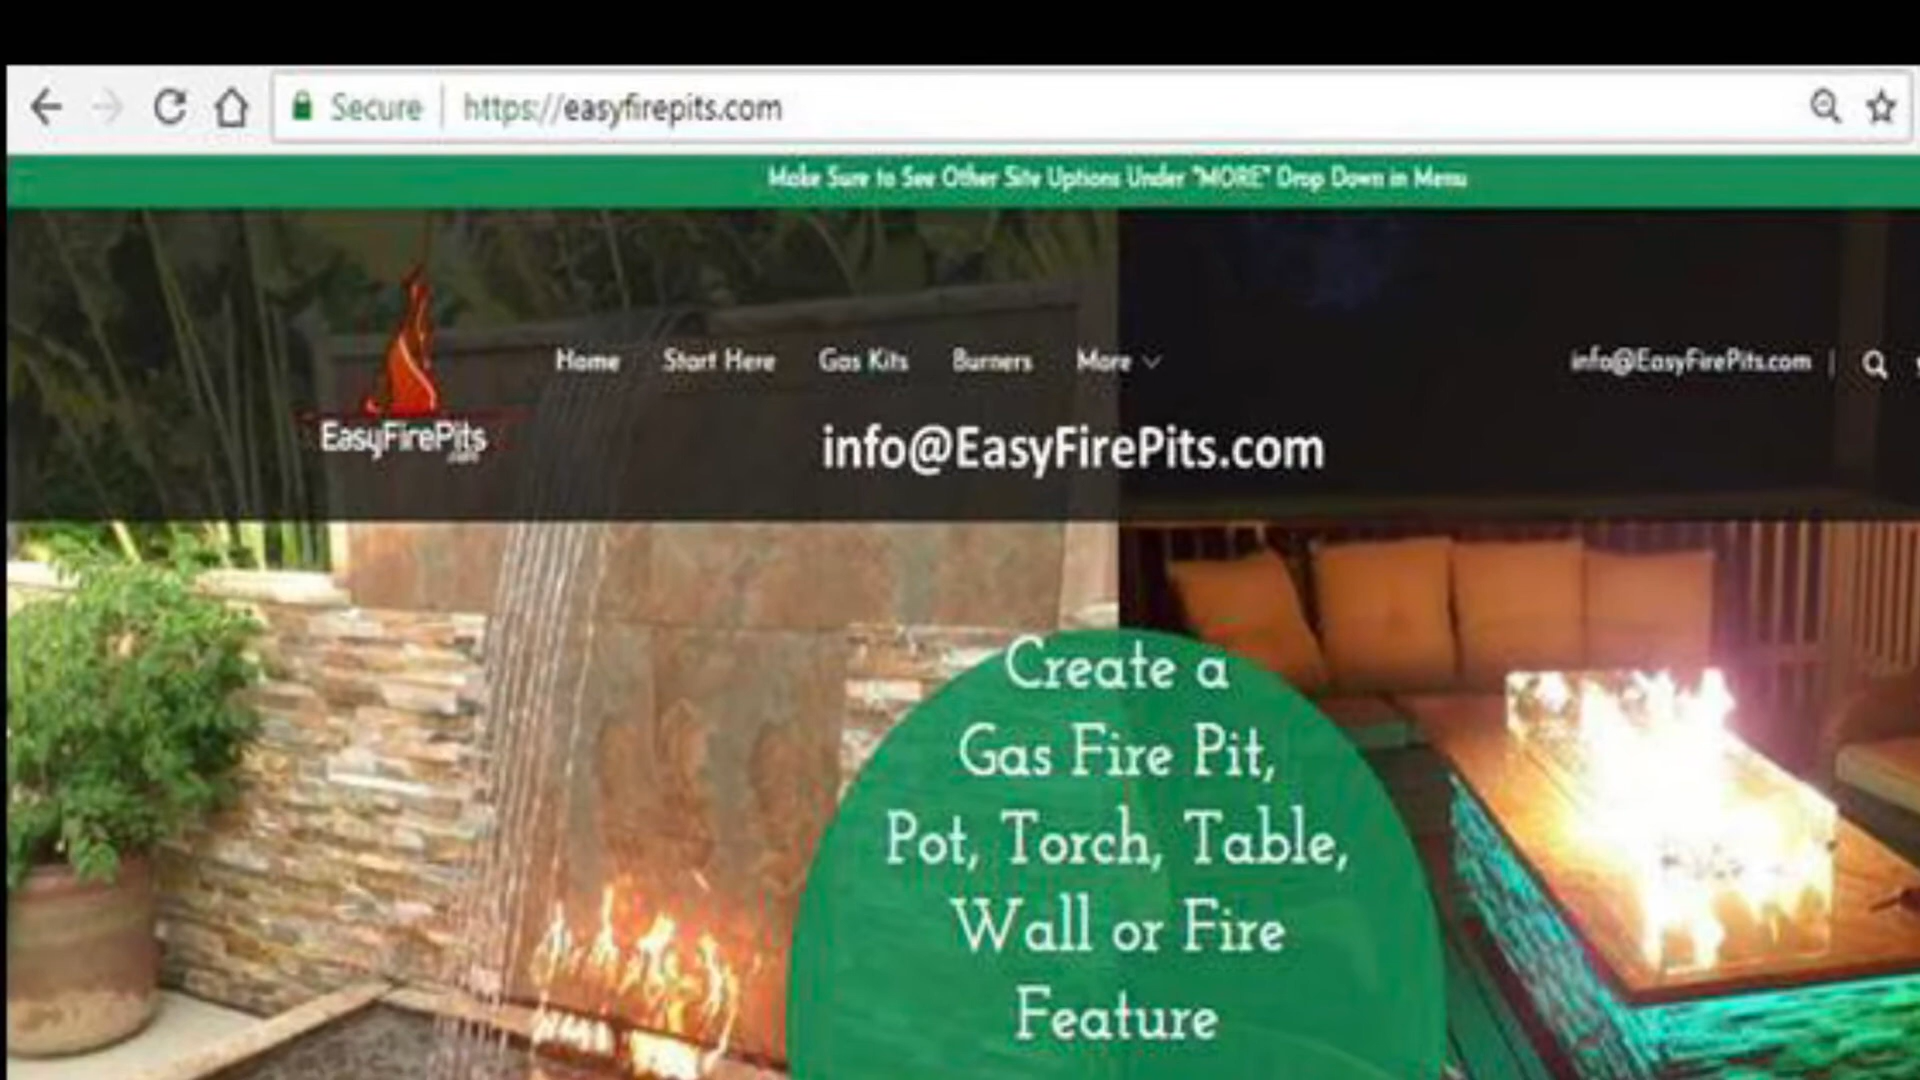 Secure https://easyfirepits.com
Make Sure to See Other Site Uptions Under "MORE" Drop Down in Menu
Home Start Here Gas Kits Burners More info@EasyFirePits.com
EasyFirePits
.com
info@EasyFirePits.com
Create a
Gas Fire Pit,
Pot, Torch, Table,
Wall or Fire
Feature